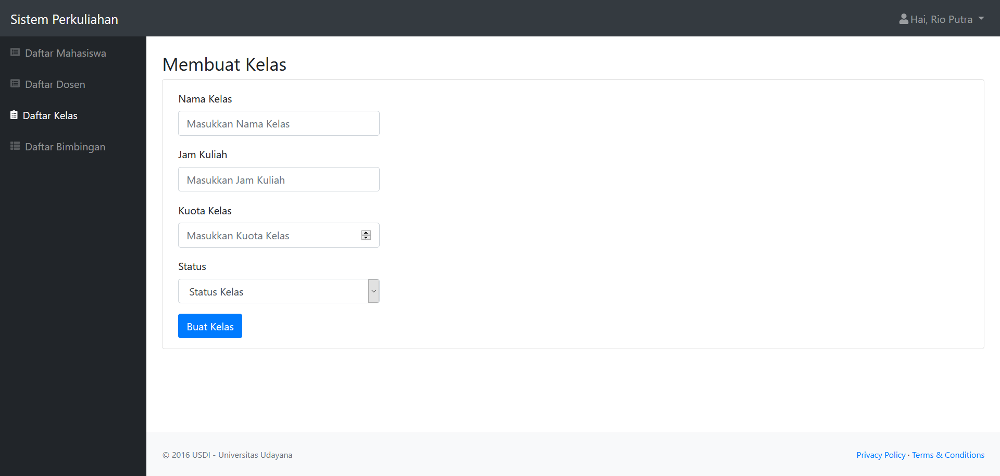 Sistem Perkuliahan
Hai, Rio Putra
Daftar Mahasiswa
Daftar Dosen
Daftar Kelas
Daftar Bimbingan
Membuat Kelas
Nama Kelas
Masukkan Nama Kelas
Jam Kuliah
Masukkan Jam Kuliah
Kuota Kelas
Masukkan Kuota Kelas
Status
Status Kelas
Buat Kelas
© 2016 USDI - Universitas Udayana
Privacy Policy · Terms & Conditions